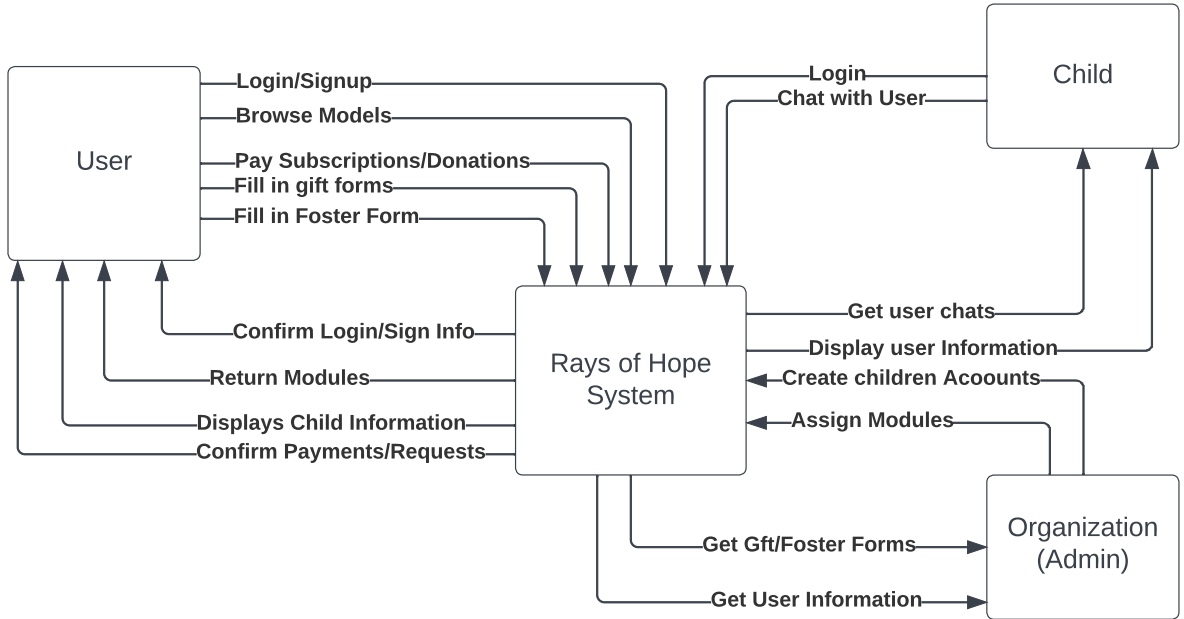 Child
Login
Chat with User
User
Login/Signup
Browse Models
Pay Subscriptions/Donations
Fill in gift forms
Fill in Foster Form
Confirm Login/Sign Info
Return Modules
Displays Child Information
Confirm Payments/Requests
Rays of Hope
System
Get user chats
Display user Information
Create children Acoounts
Assign Modules
Get Gft/Foster Forms
Get User Information
Organization
(Admin)